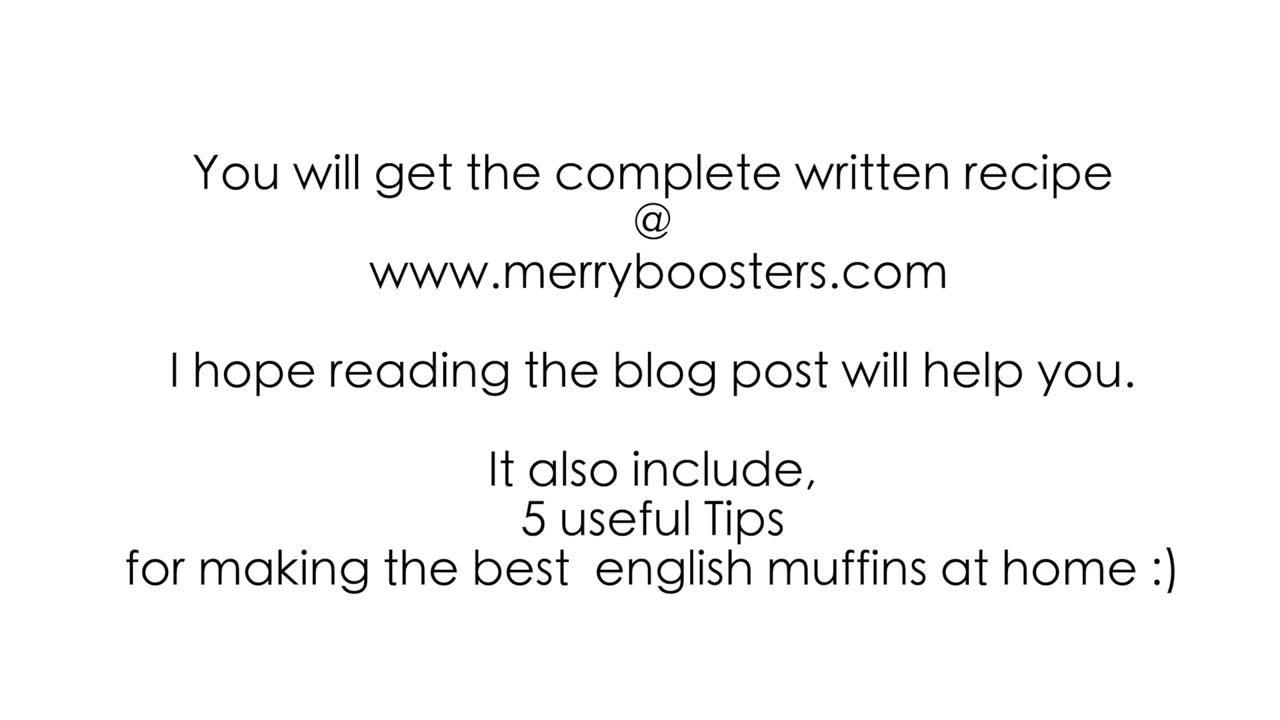 You will get the complete written recipe
@
www.merryboosters.com
I hope reading the blog post will help you.
It also include,
5 useful Tips
for making the best  english muffins at home :)